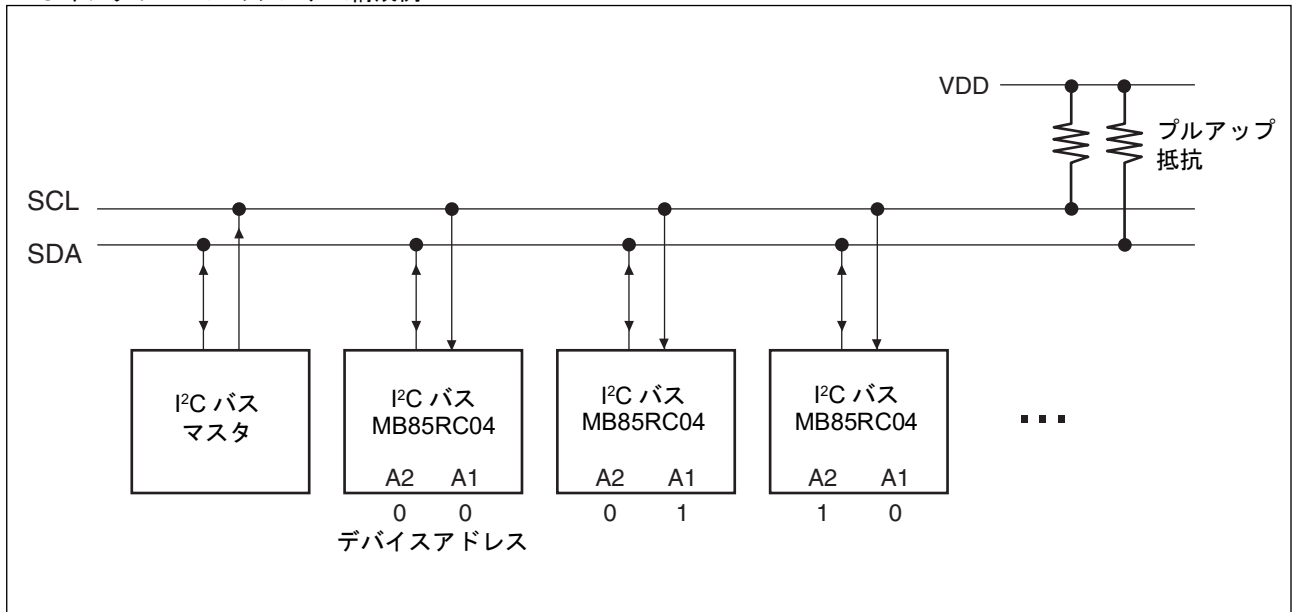 VDD
プルアップ
抵抗
SCL
SDA
I²C バス
マスタ
I²C バス
MB85RC04
A2 A1
0 0
デバイスアドレス
I²C バス
MB85RC04
A2 A1
0 1
I²C バス
MB85RC04
A2 A1
1 0
...